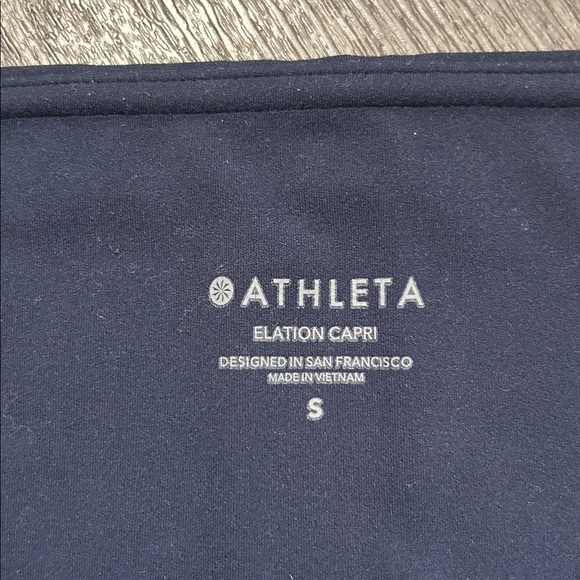 ATHLETA
ELATION CAPRI
DESIGNED IN SAN FRANCISCO
MADE IN VIETNAM
S